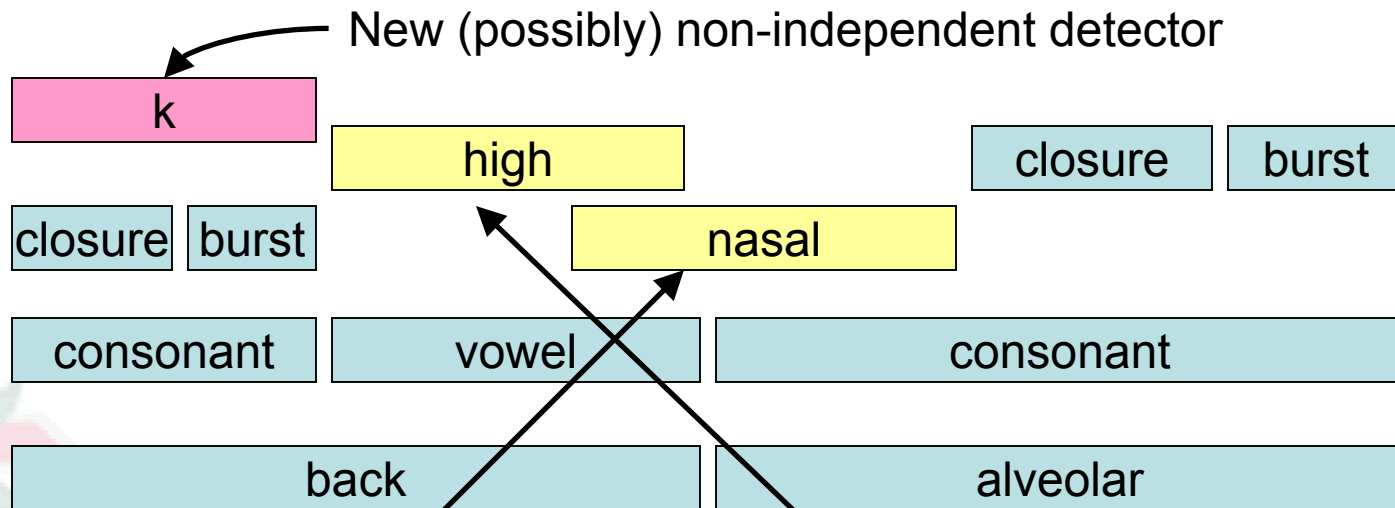 New (possibly) non-independent detector
k
high
closure burst
closure burst
nasal
consonant vowel consonant
back alveolar